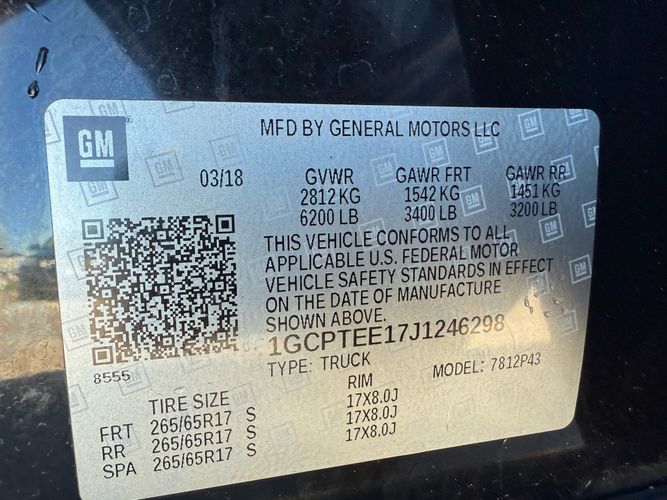 GM
MFD BY GENERAL MOTORS LLC
03/18 GVWR GAWR FRT GAWR RR
2812 KG 1542 KG 1451 KG
6200 LB 3400 LB 3200 LB
THIS VEHICLE CONFORMS TO ALL
APPLICABLE U.S. FEDERAL MOTOR
VEHICLE SAFETY STANDARDS IN EFFECT
ON THE DATE OF MANUFACTURE
SHOWN ABOVE.
1GCPTEE17J1246298
8555 TYPE: TRUCK MODEL: 7812P43
TIRE SIZE RIM
FRT 265/65R17 S 17X8.0J
RR 265/65R17 S 17X8.0J
SPA 265/65R17 S 17X8.0J